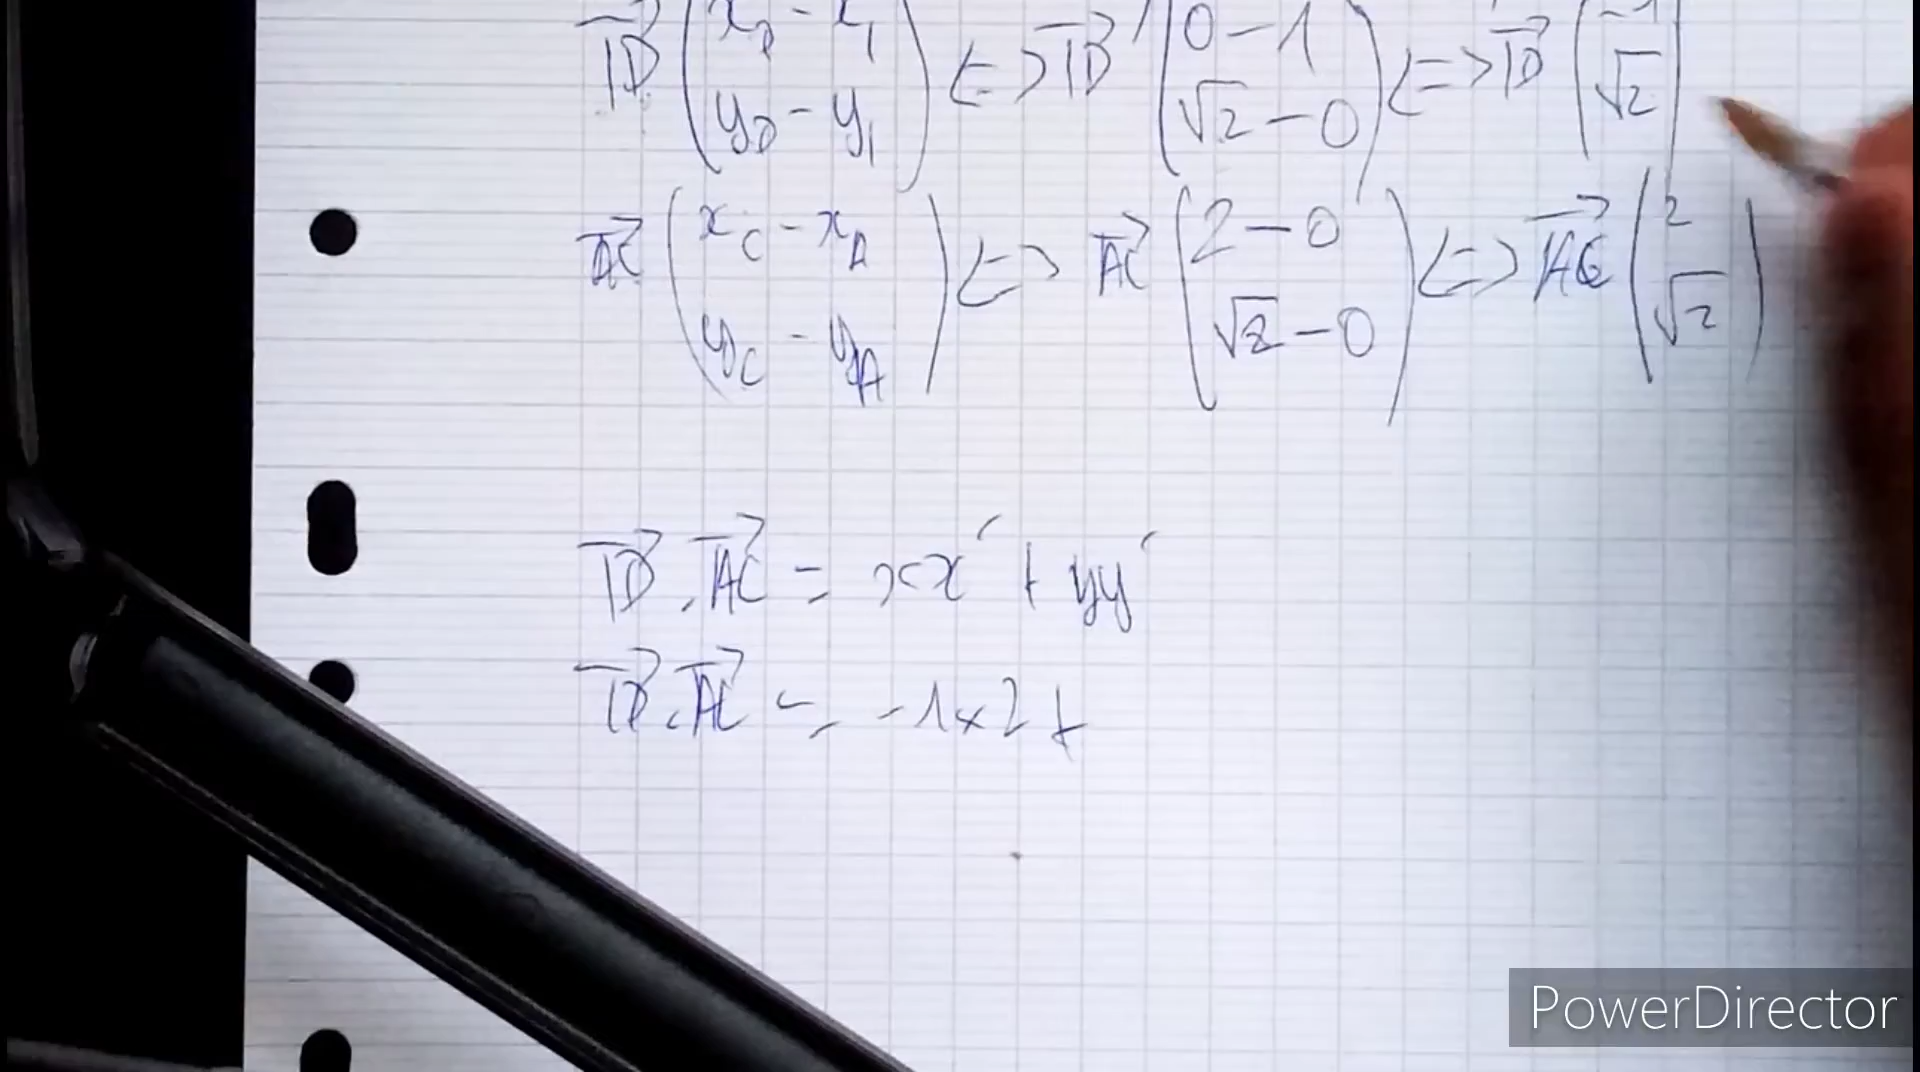 →ID ( x_D - x_I ) <=> →ID ( 0 - 1 ) <=> →ID ( -1 )
( y_D - y_I ) ( √2 - 0 ) ( √2 )
→AC ( x_C - x_A ) <=> →AC ( 2 - 0 ) <=> →AC ( 2 )
( y_C - y_A ) ( √2 - 0 ) ( √2 )
→ID . →AC = xx' + yy'
→ID . →AC = -1 × 2 +
PowerDirector